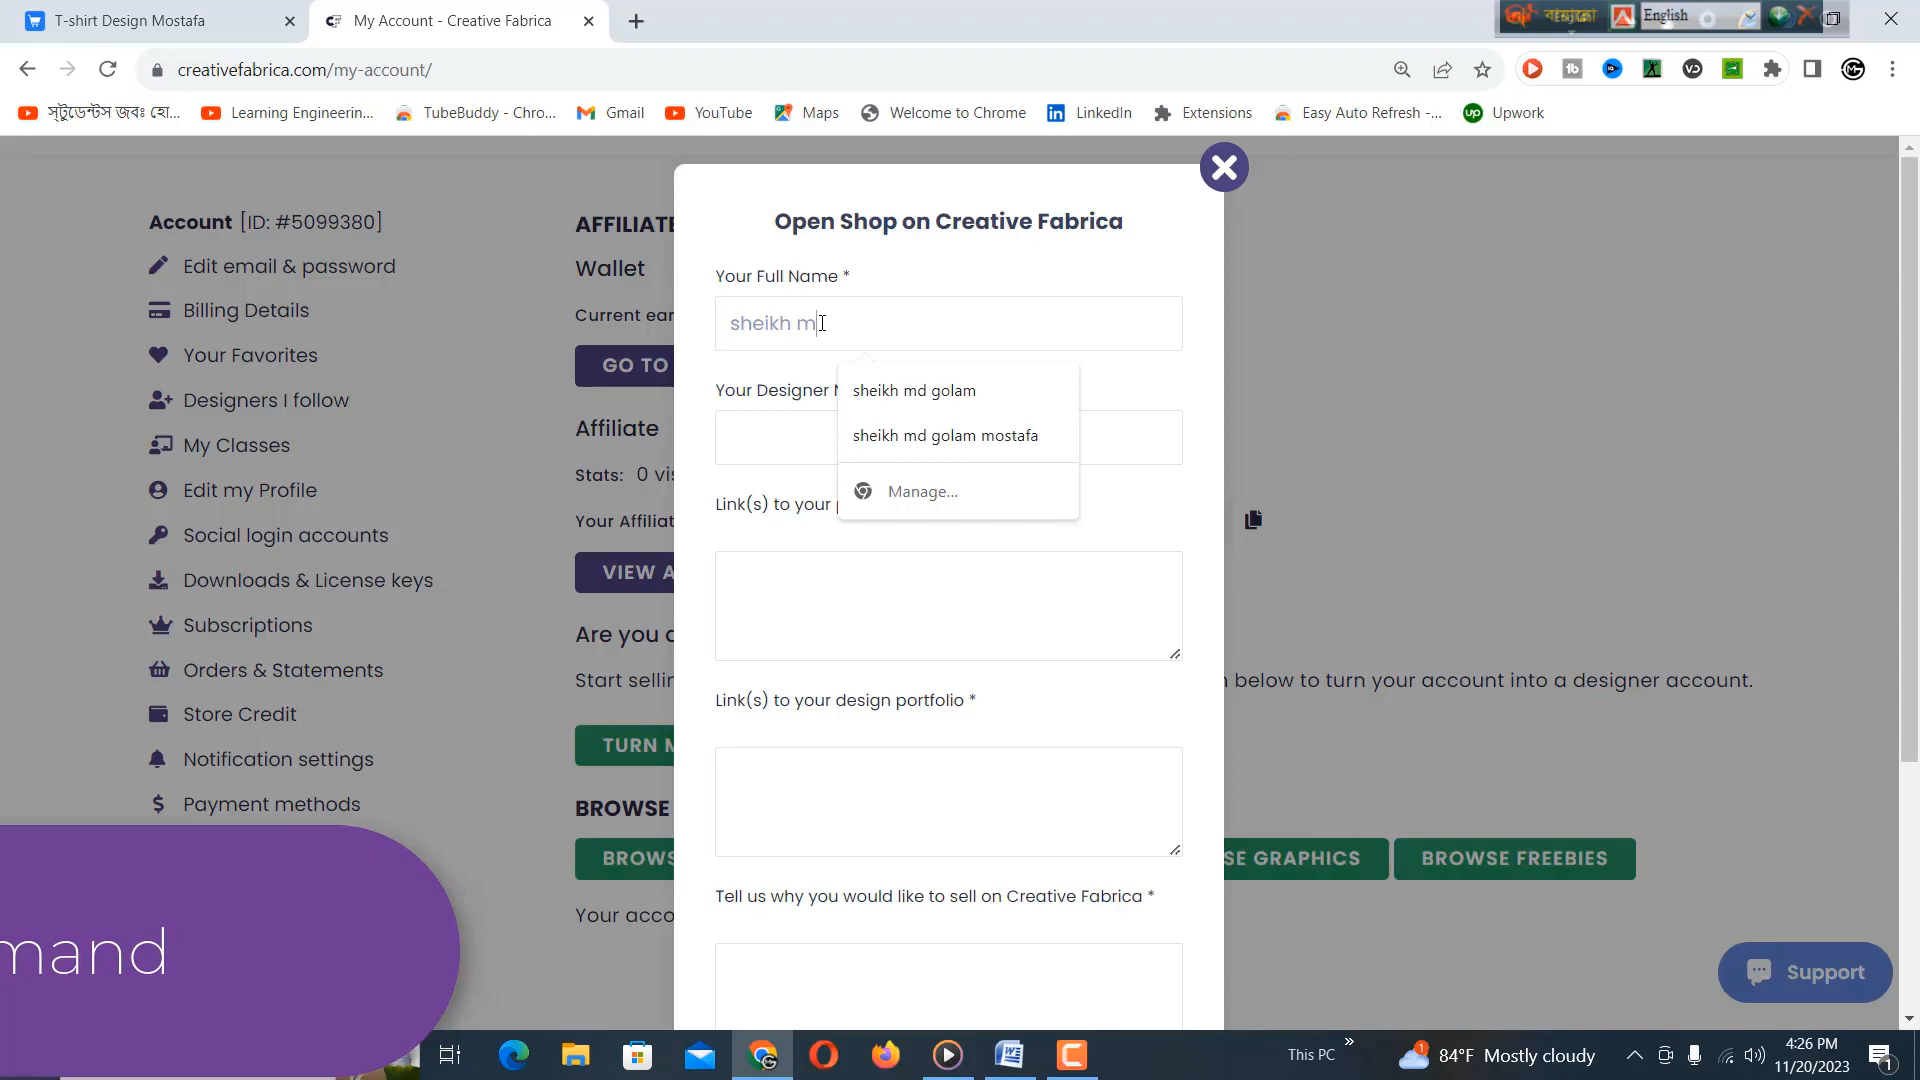 T-shirt Design Mostafa
My Account - Creative Fabrica
English
creativefabrica.com/my-account/
স্টুডেন্টস জবঃ হো...
Learning Engineerin...
TubeBuddy - Chro...
Gmail
YouTube
Maps
Welcome to Chrome
LinkedIn
Extensions
Easy Auto Refresh -...
Upwork
Account [ID: #5099380]
Edit email & password
Billing Details
Your Favorites
Designers I follow
My Classes
Edit my Profile
Social login accounts
Downloads & License keys
Subscriptions
Orders & Statements
Store Credit
Notification settings
Payment methods
mand
AFFILIATE
Wallet
Current ear
GO TO
Affiliate
Stats: 0 vis
Your Affiliat
VIEW A
Are you a
Start sellin
n below to turn your account into a designer account.
TURN M
BROWSE
BROWS
SE GRAPHICS
BROWSE FREEBIES
Your acco
Open Shop on Creative Fabrica
Your Full Name *
sheikh m
sheikh md golam
sheikh md golam mostafa
Manage...
Your Designer N
Link(s) to your p
Link(s) to your design portfolio *
Tell us why you would like to sell on Creative Fabrica *
Support
This PC
84°F Mostly cloudy
4:26 PM
11/20/2023
1